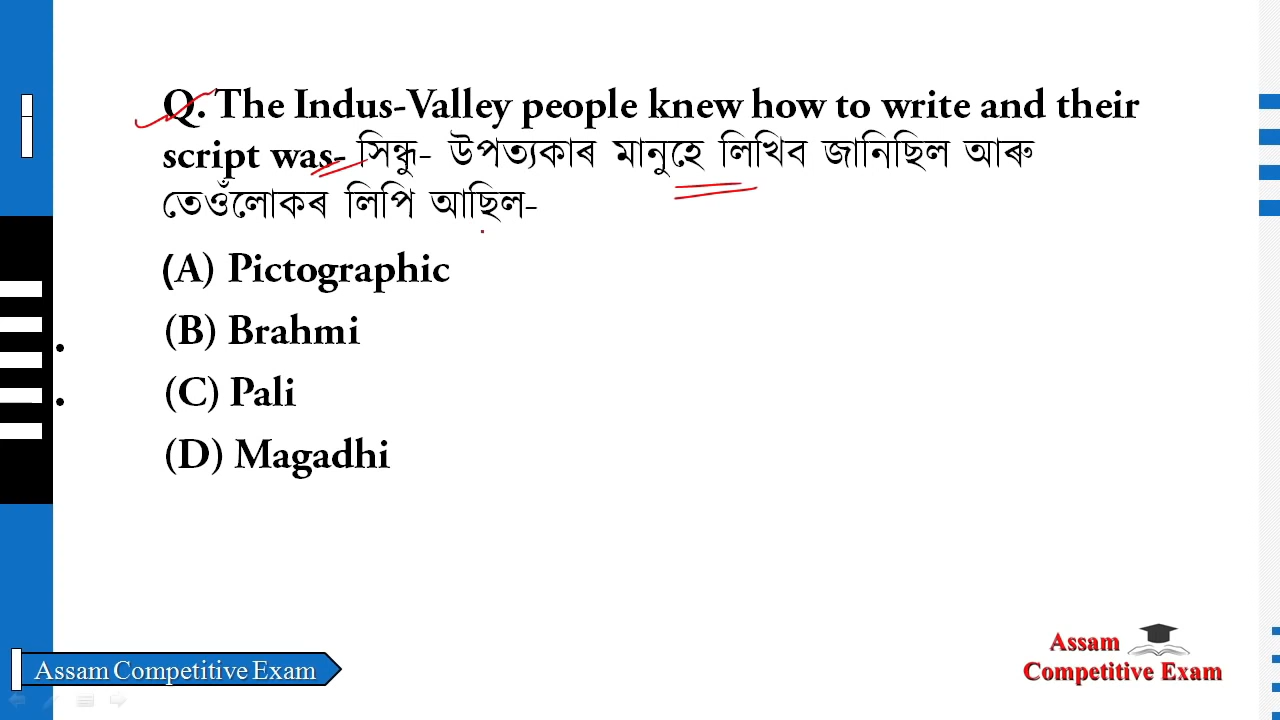 Q. The Indus-Valley people knew how to write and their
script was- সিন্ধু- উপত্যকাৰ মানুহে লিখিব জানিছিল আৰু
তেওঁলোকৰ লিপি আছিল-
(A) Pictographic
(B) Brahmi
(C) Pali
(D) Magadhi
Assam Competitive Exam
Assam
Competitive Exam